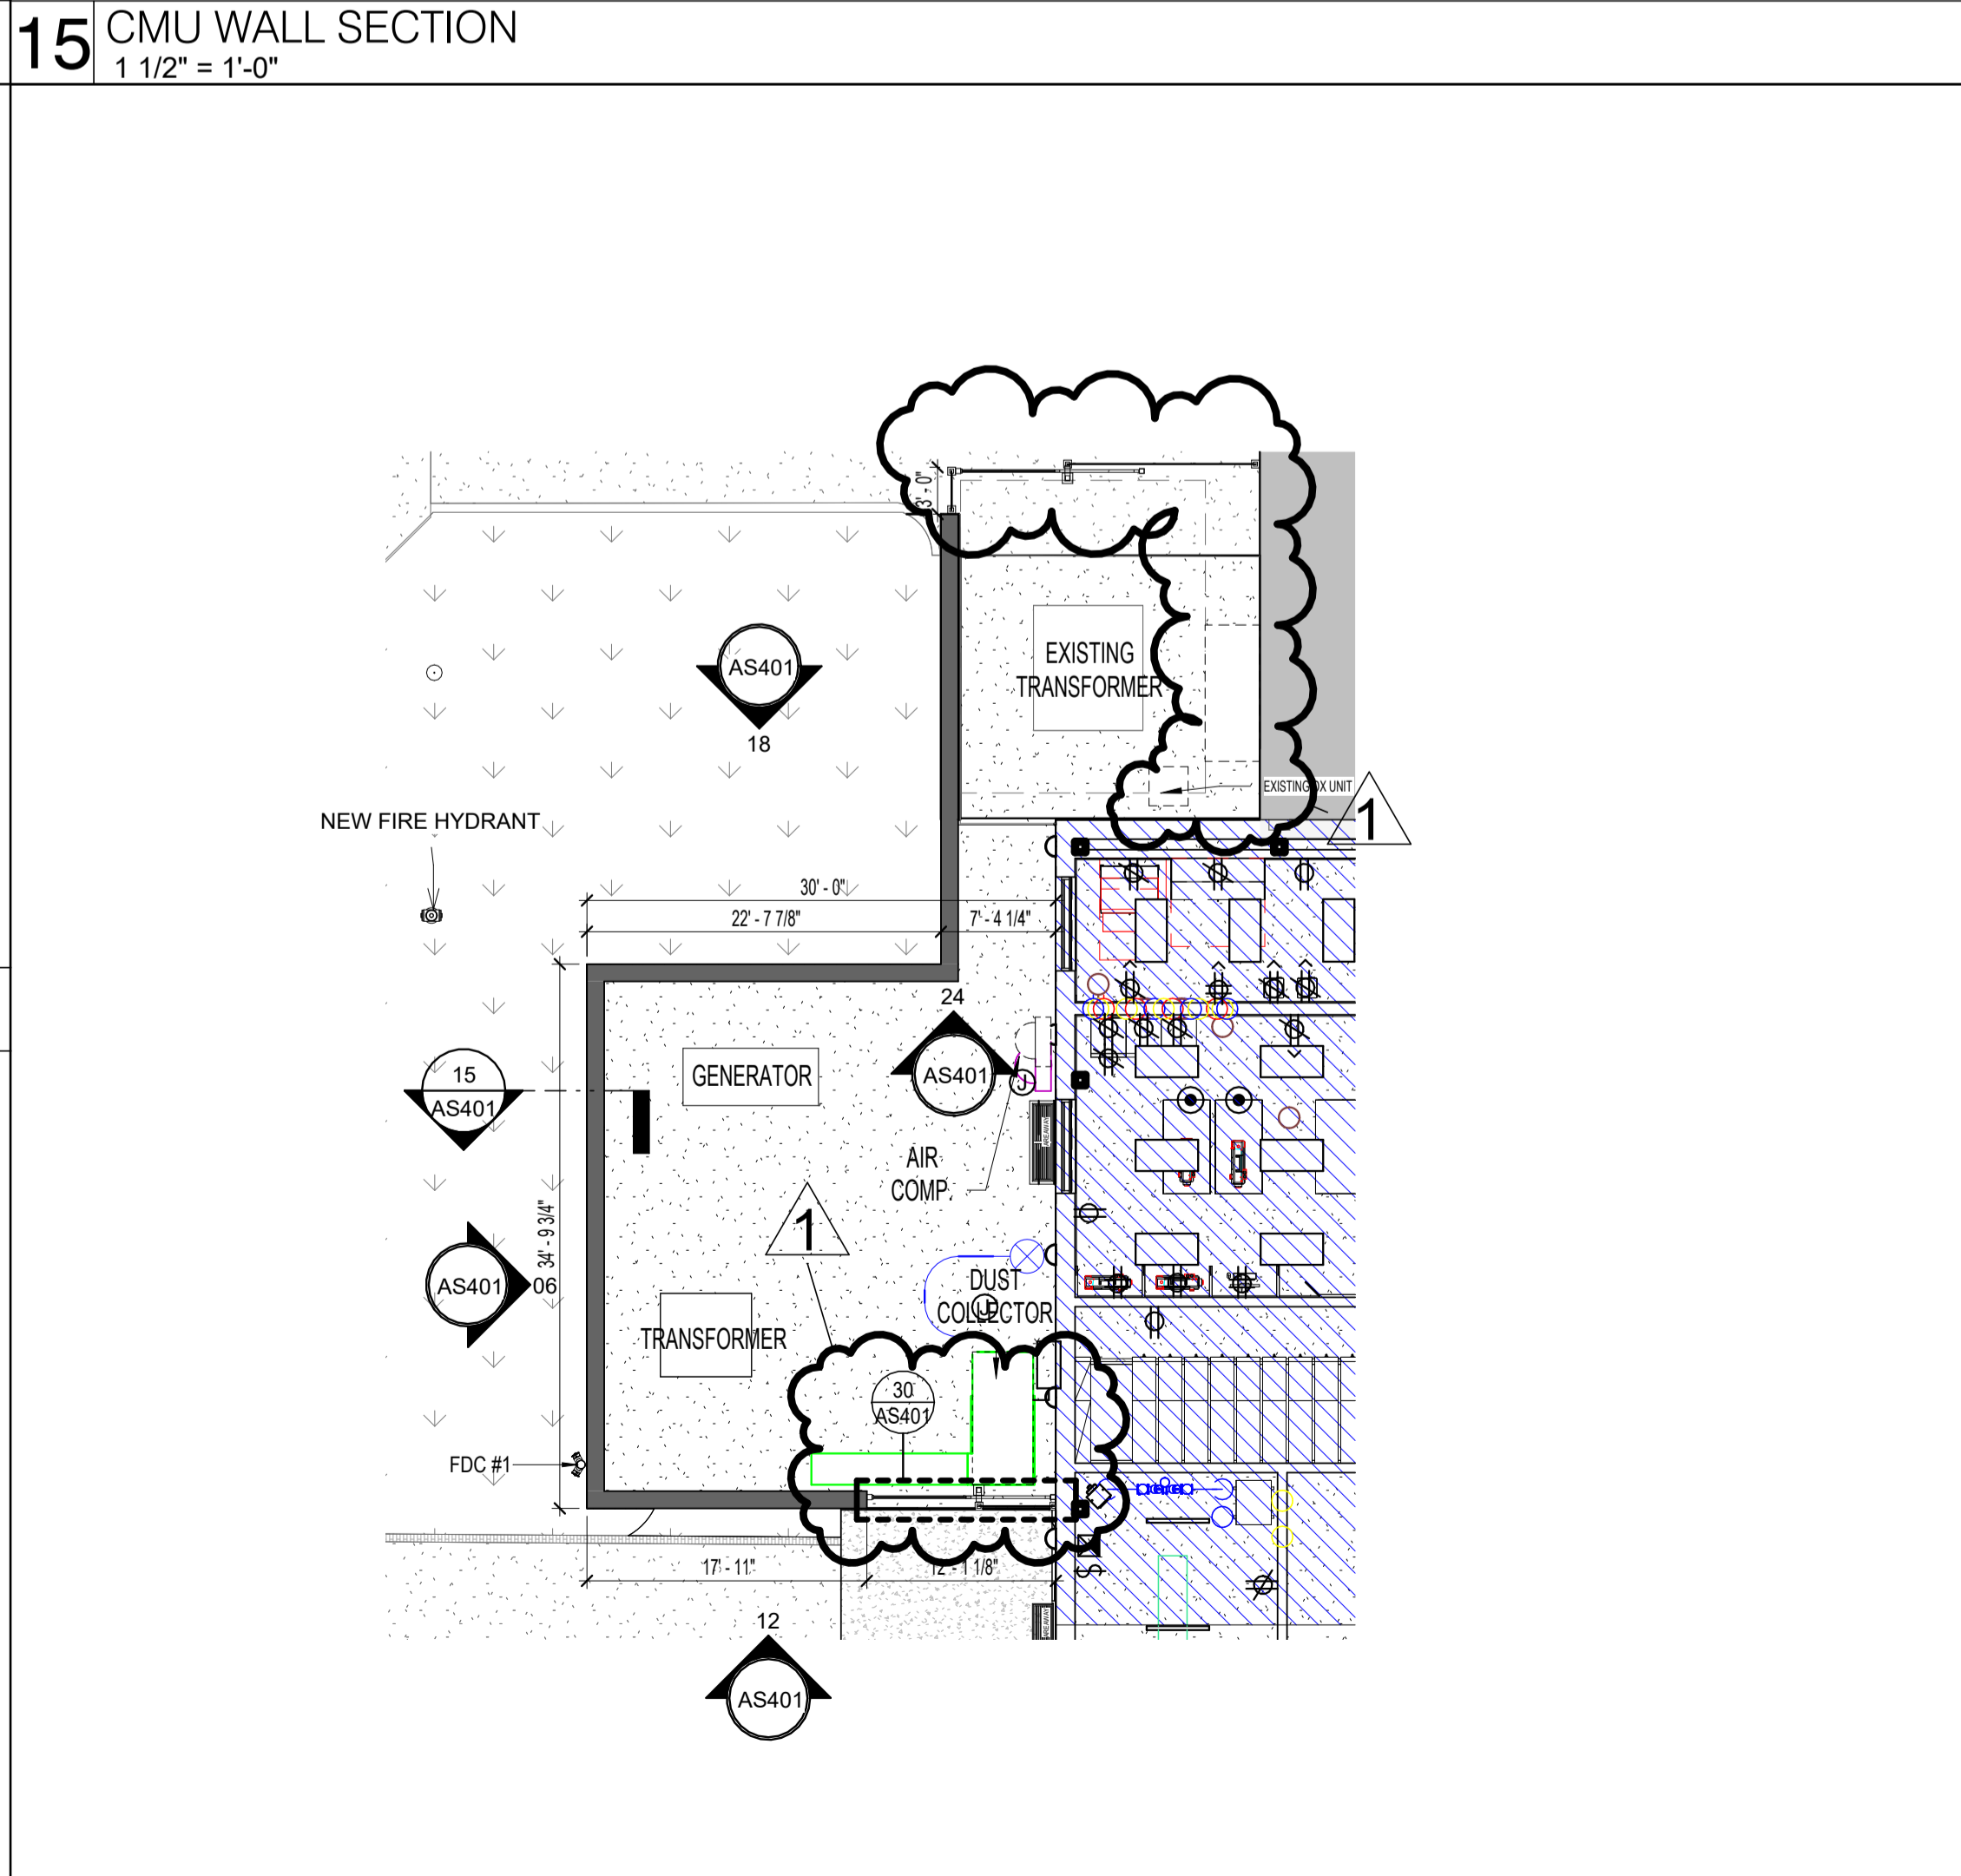 15
CMU WALL SECTION
1 1/2" = 1'-0"
3' - 0"
EXISTING
TRANSFORMER
AS401
18
EXISTING DX UNIT
1
NEW FIRE HYDRANT
30' - 0"
22' - 7 7/8"
7' - 4 1/4"
24
AS401
J
15
AS401
GENERATOR
AREAWAY
AIR
COMP.
1
34' - 9 3/4"
AS401
06
DUST
COLLECTOR
J
TRANSFORMER
30
AS401
FDC #1
17' - 11"
12' - 1 1/8"
S
AREAWAY
12
AS401